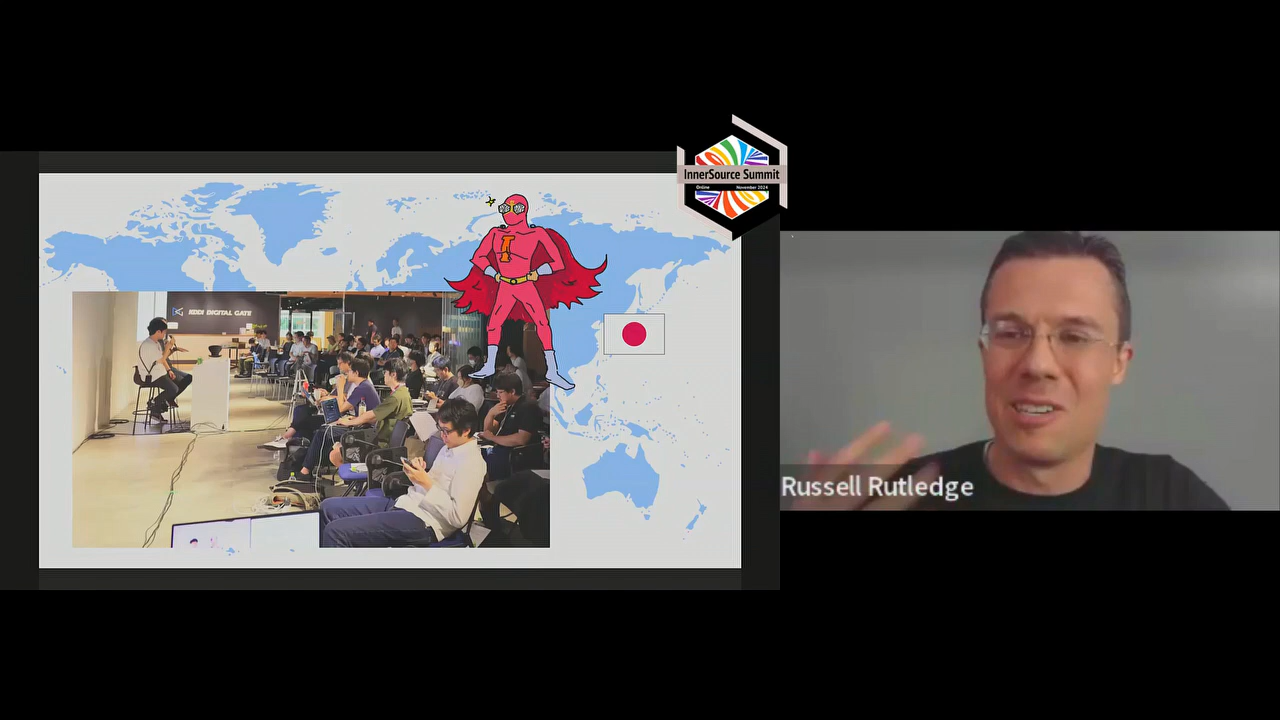 InnerSource Summit
Online November 2024
KDDI DIGITAL GATE
I
Russell Rutledge